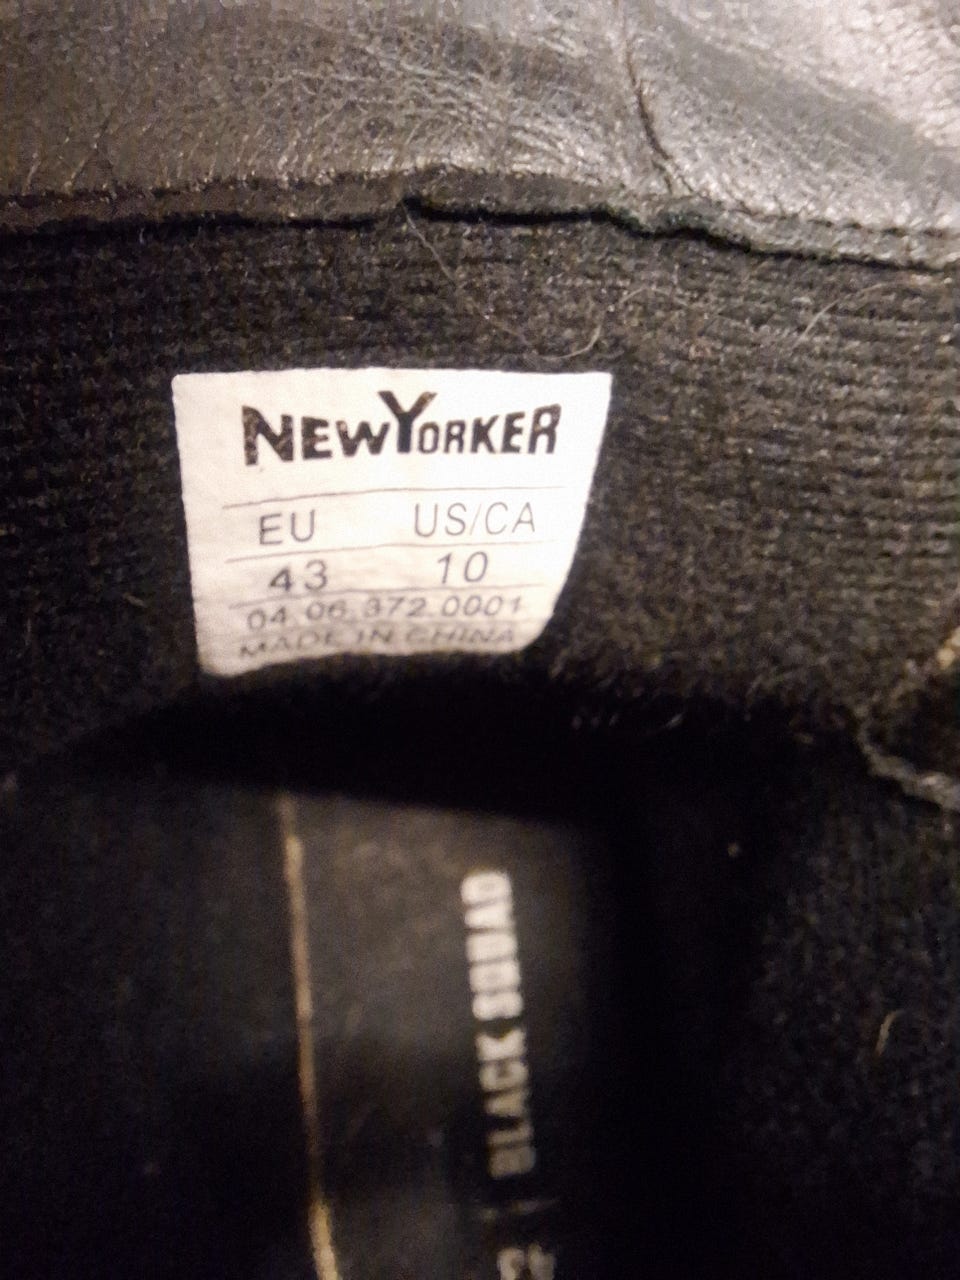 NEWYORKER
EU US/CA
43 10
04.06.372.0001
MADE IN CHINA
BLACK SQUAD